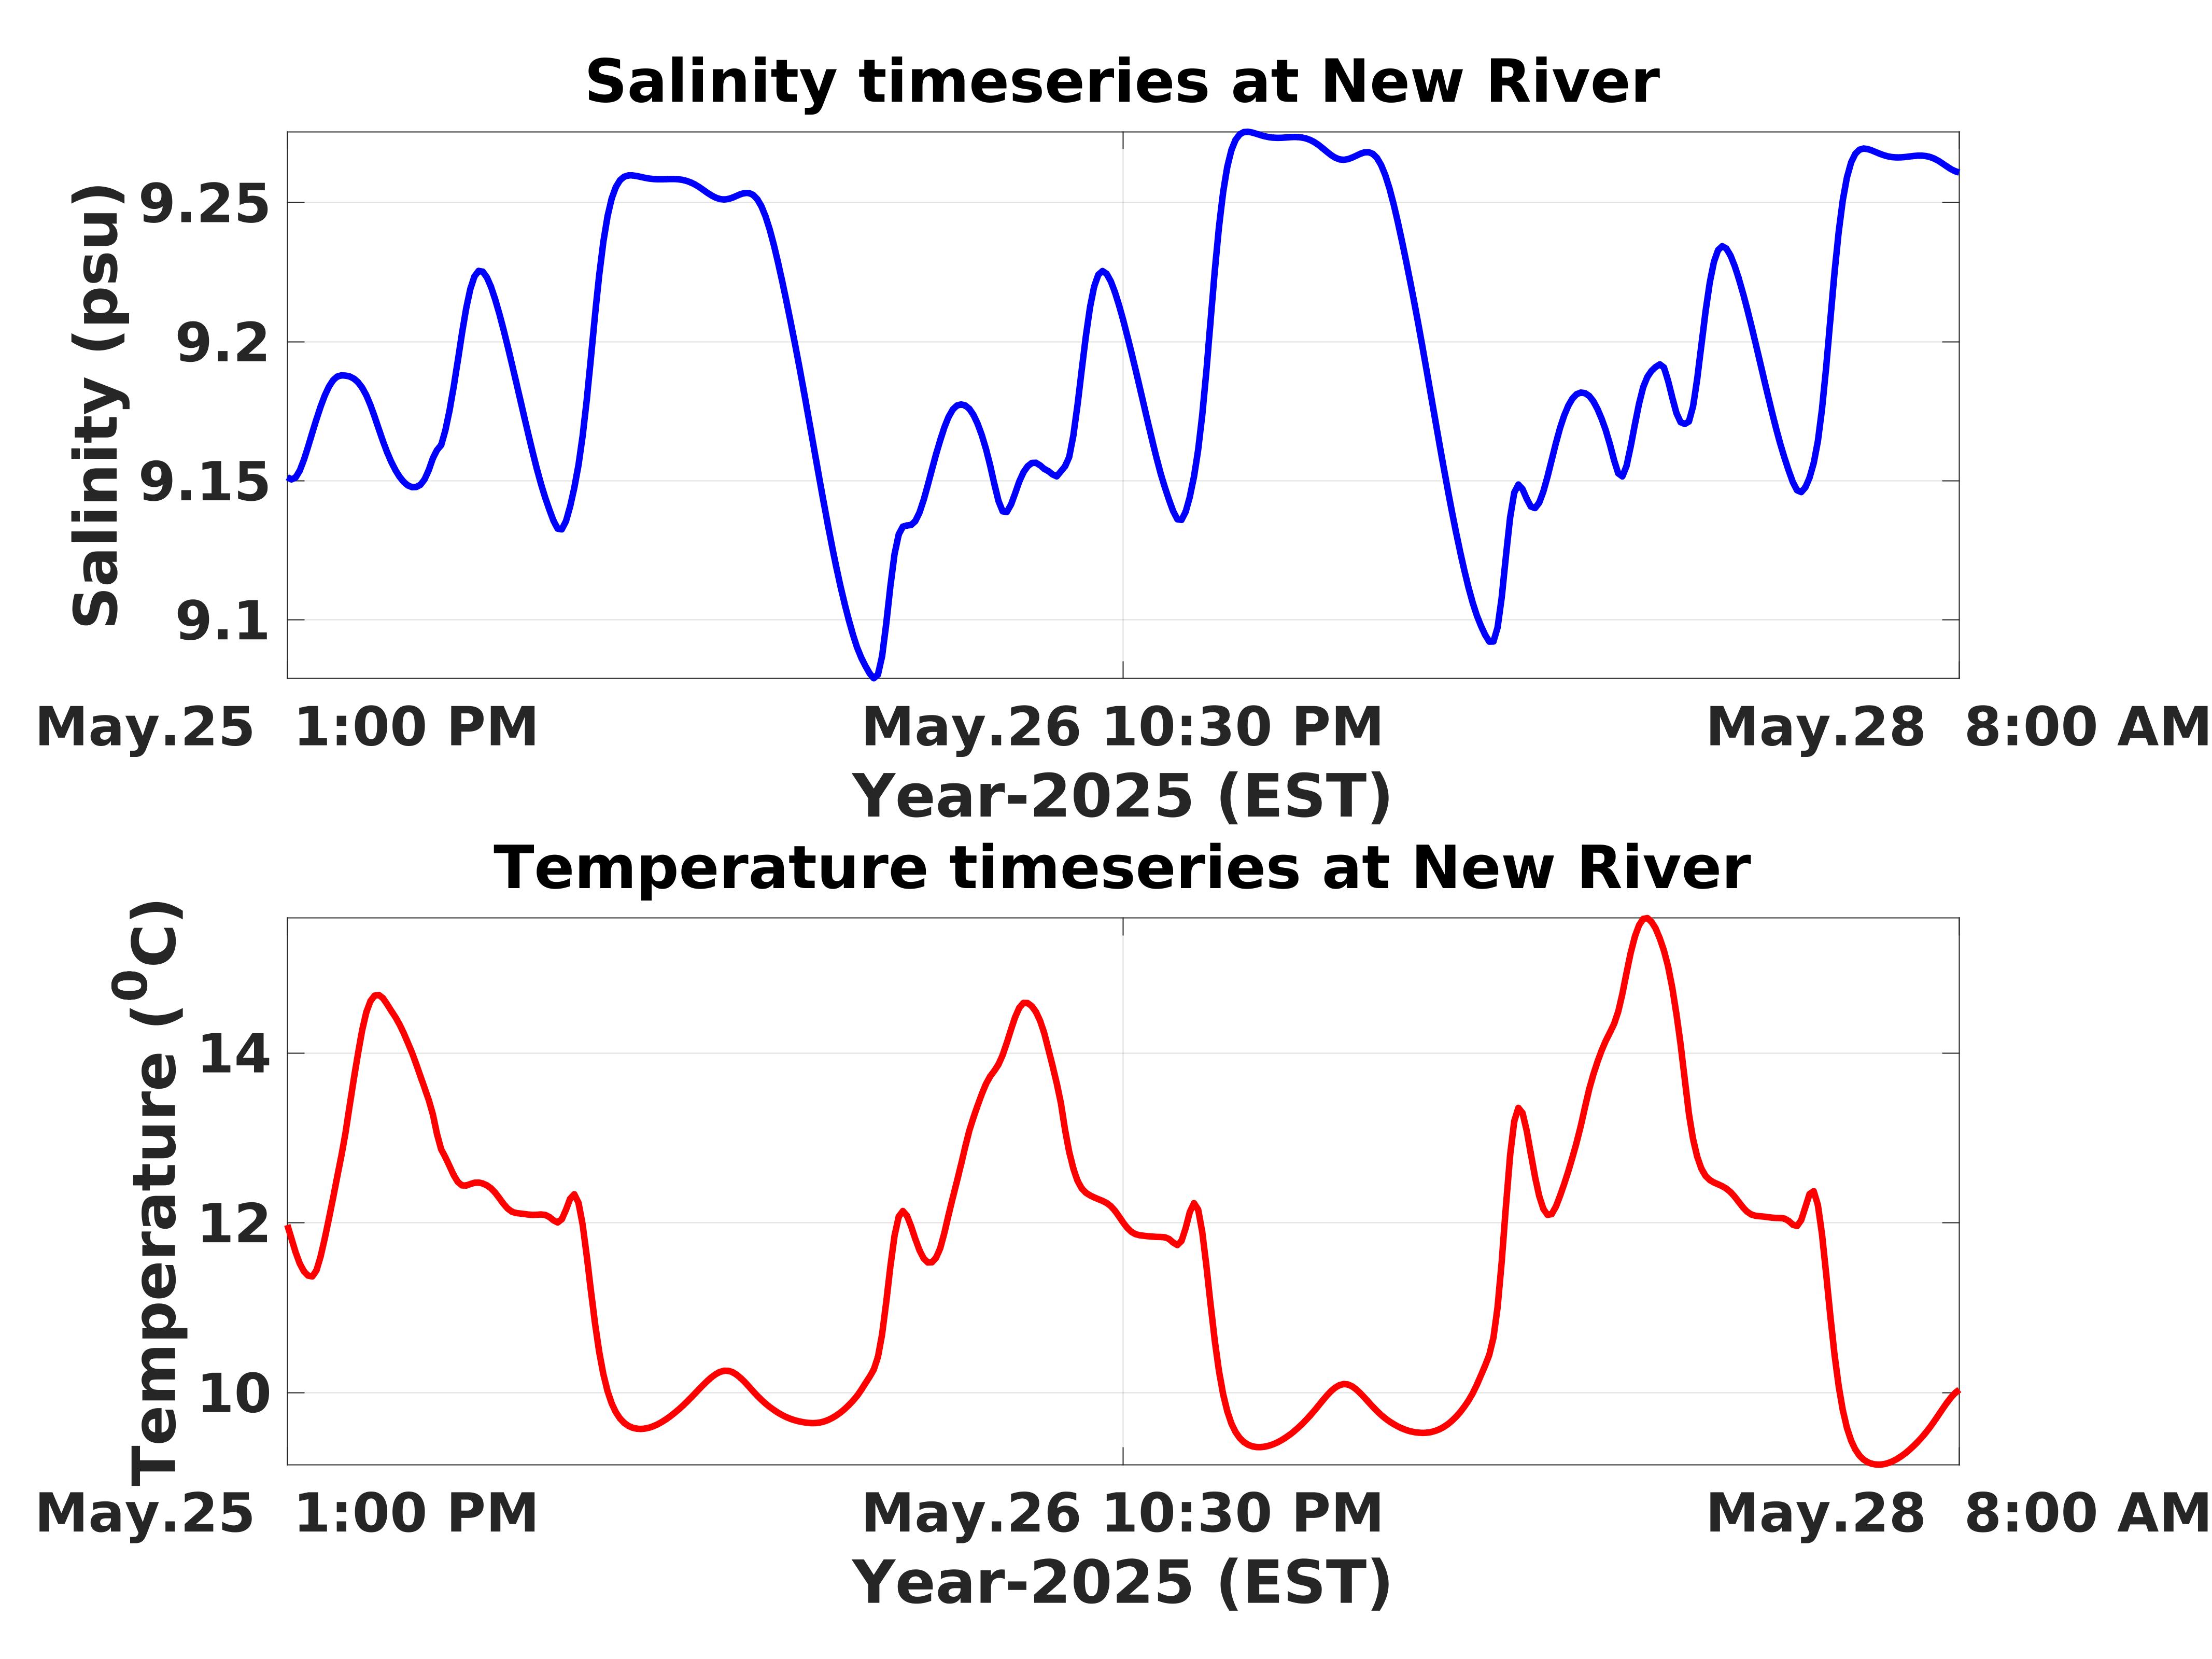 Salinity timeseries at New River
Salinity (psu)
9.25
9.2
9.15
9.1
May.25  1:00 PM
May.26 10:30 PM
May.28  8:00 AM
Year-2025 (EST)
Temperature timeseries at New River
Temperature (⁰C)
14
12
10
May.25  1:00 PM
May.26 10:30 PM
May.28  8:00 AM
Year-2025 (EST)